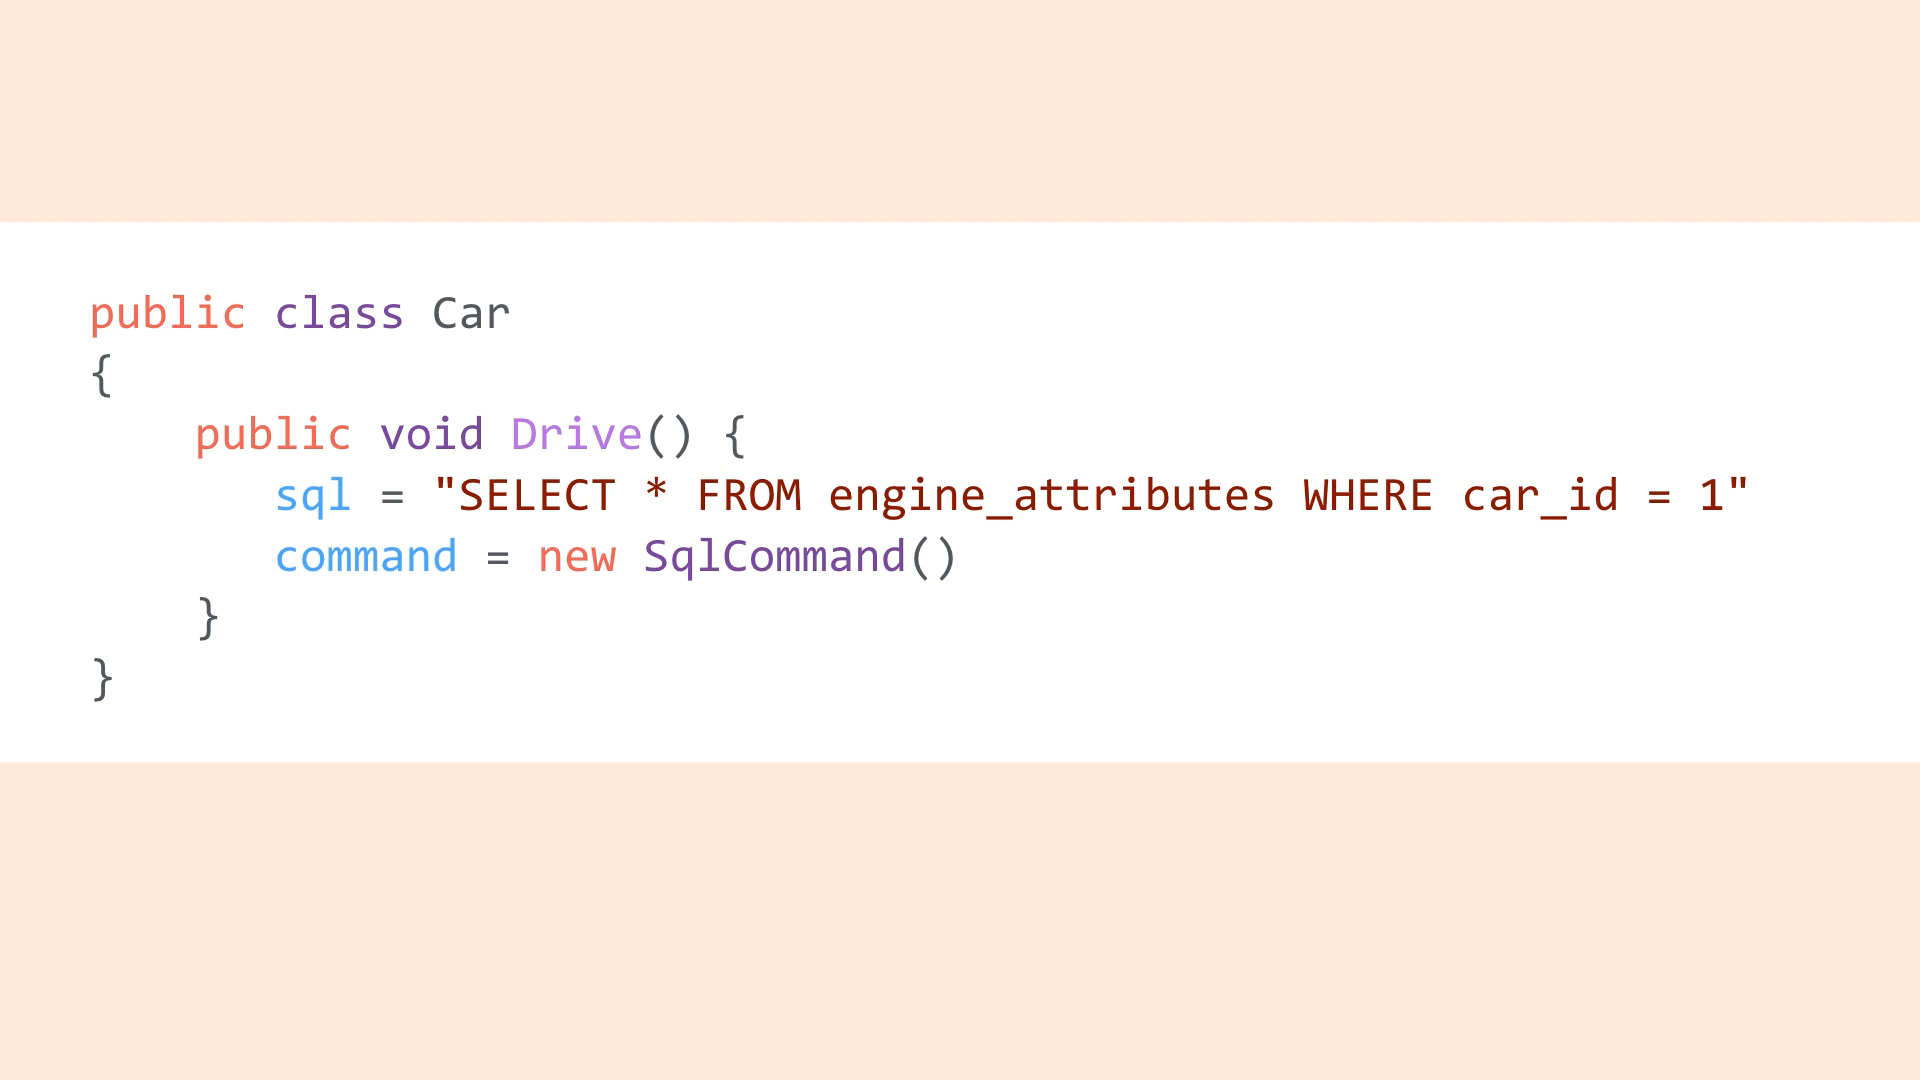 public class Car
{
    public void Drive() {
       sql = "SELECT * FROM engine_attributes WHERE car_id = 1"
       command = new SqlCommand()
    }
}